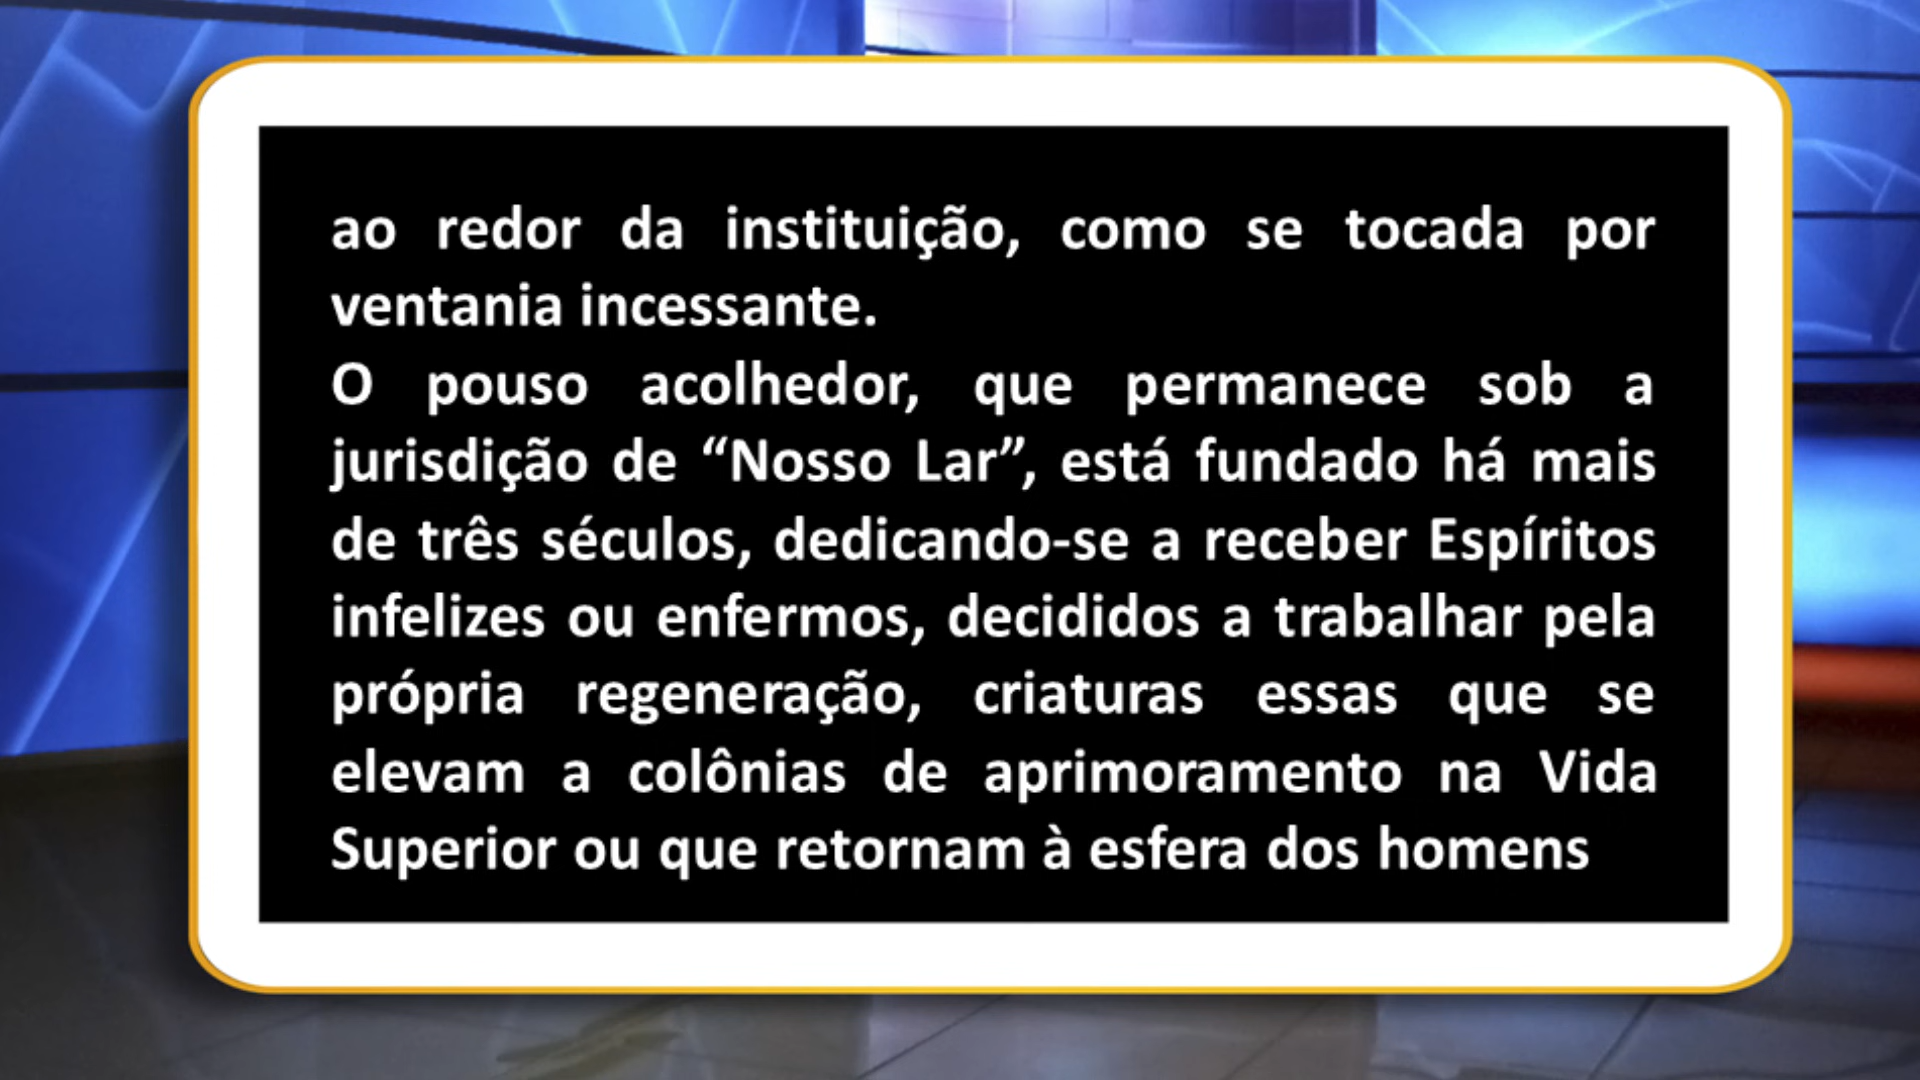 ao redor da instituição, como se tocada por
ventania incessante.
O pouso acolhedor, que permanece sob a
jurisdição de “Nosso Lar”, está fundado há mais
de três séculos, dedicando-se a receber Espíritos
infelizes ou enfermos, decididos a trabalhar pela
própria regeneração, criaturas essas que se
elevam a colônias de aprimoramento na Vida
Superior ou que retornam à esfera dos homens